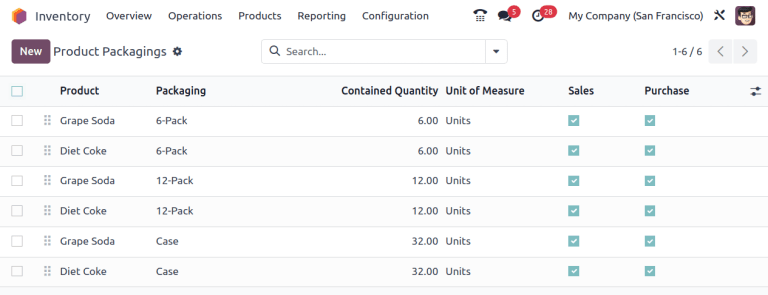 Inventory Overview Operations Products Reporting Configuration 5 28 My Company (San Francisco)
New Product Packagings Search... 1-6 / 6
Product Packaging Contained Quantity Unit of Measure Sales Purchase
Grape Soda 6-Pack 6.00 Units
Diet Coke 6-Pack 6.00 Units
Grape Soda 12-Pack 12.00 Units
Diet Coke 12-Pack 12.00 Units
Grape Soda Case 32.00 Units
Diet Coke Case 32.00 Units